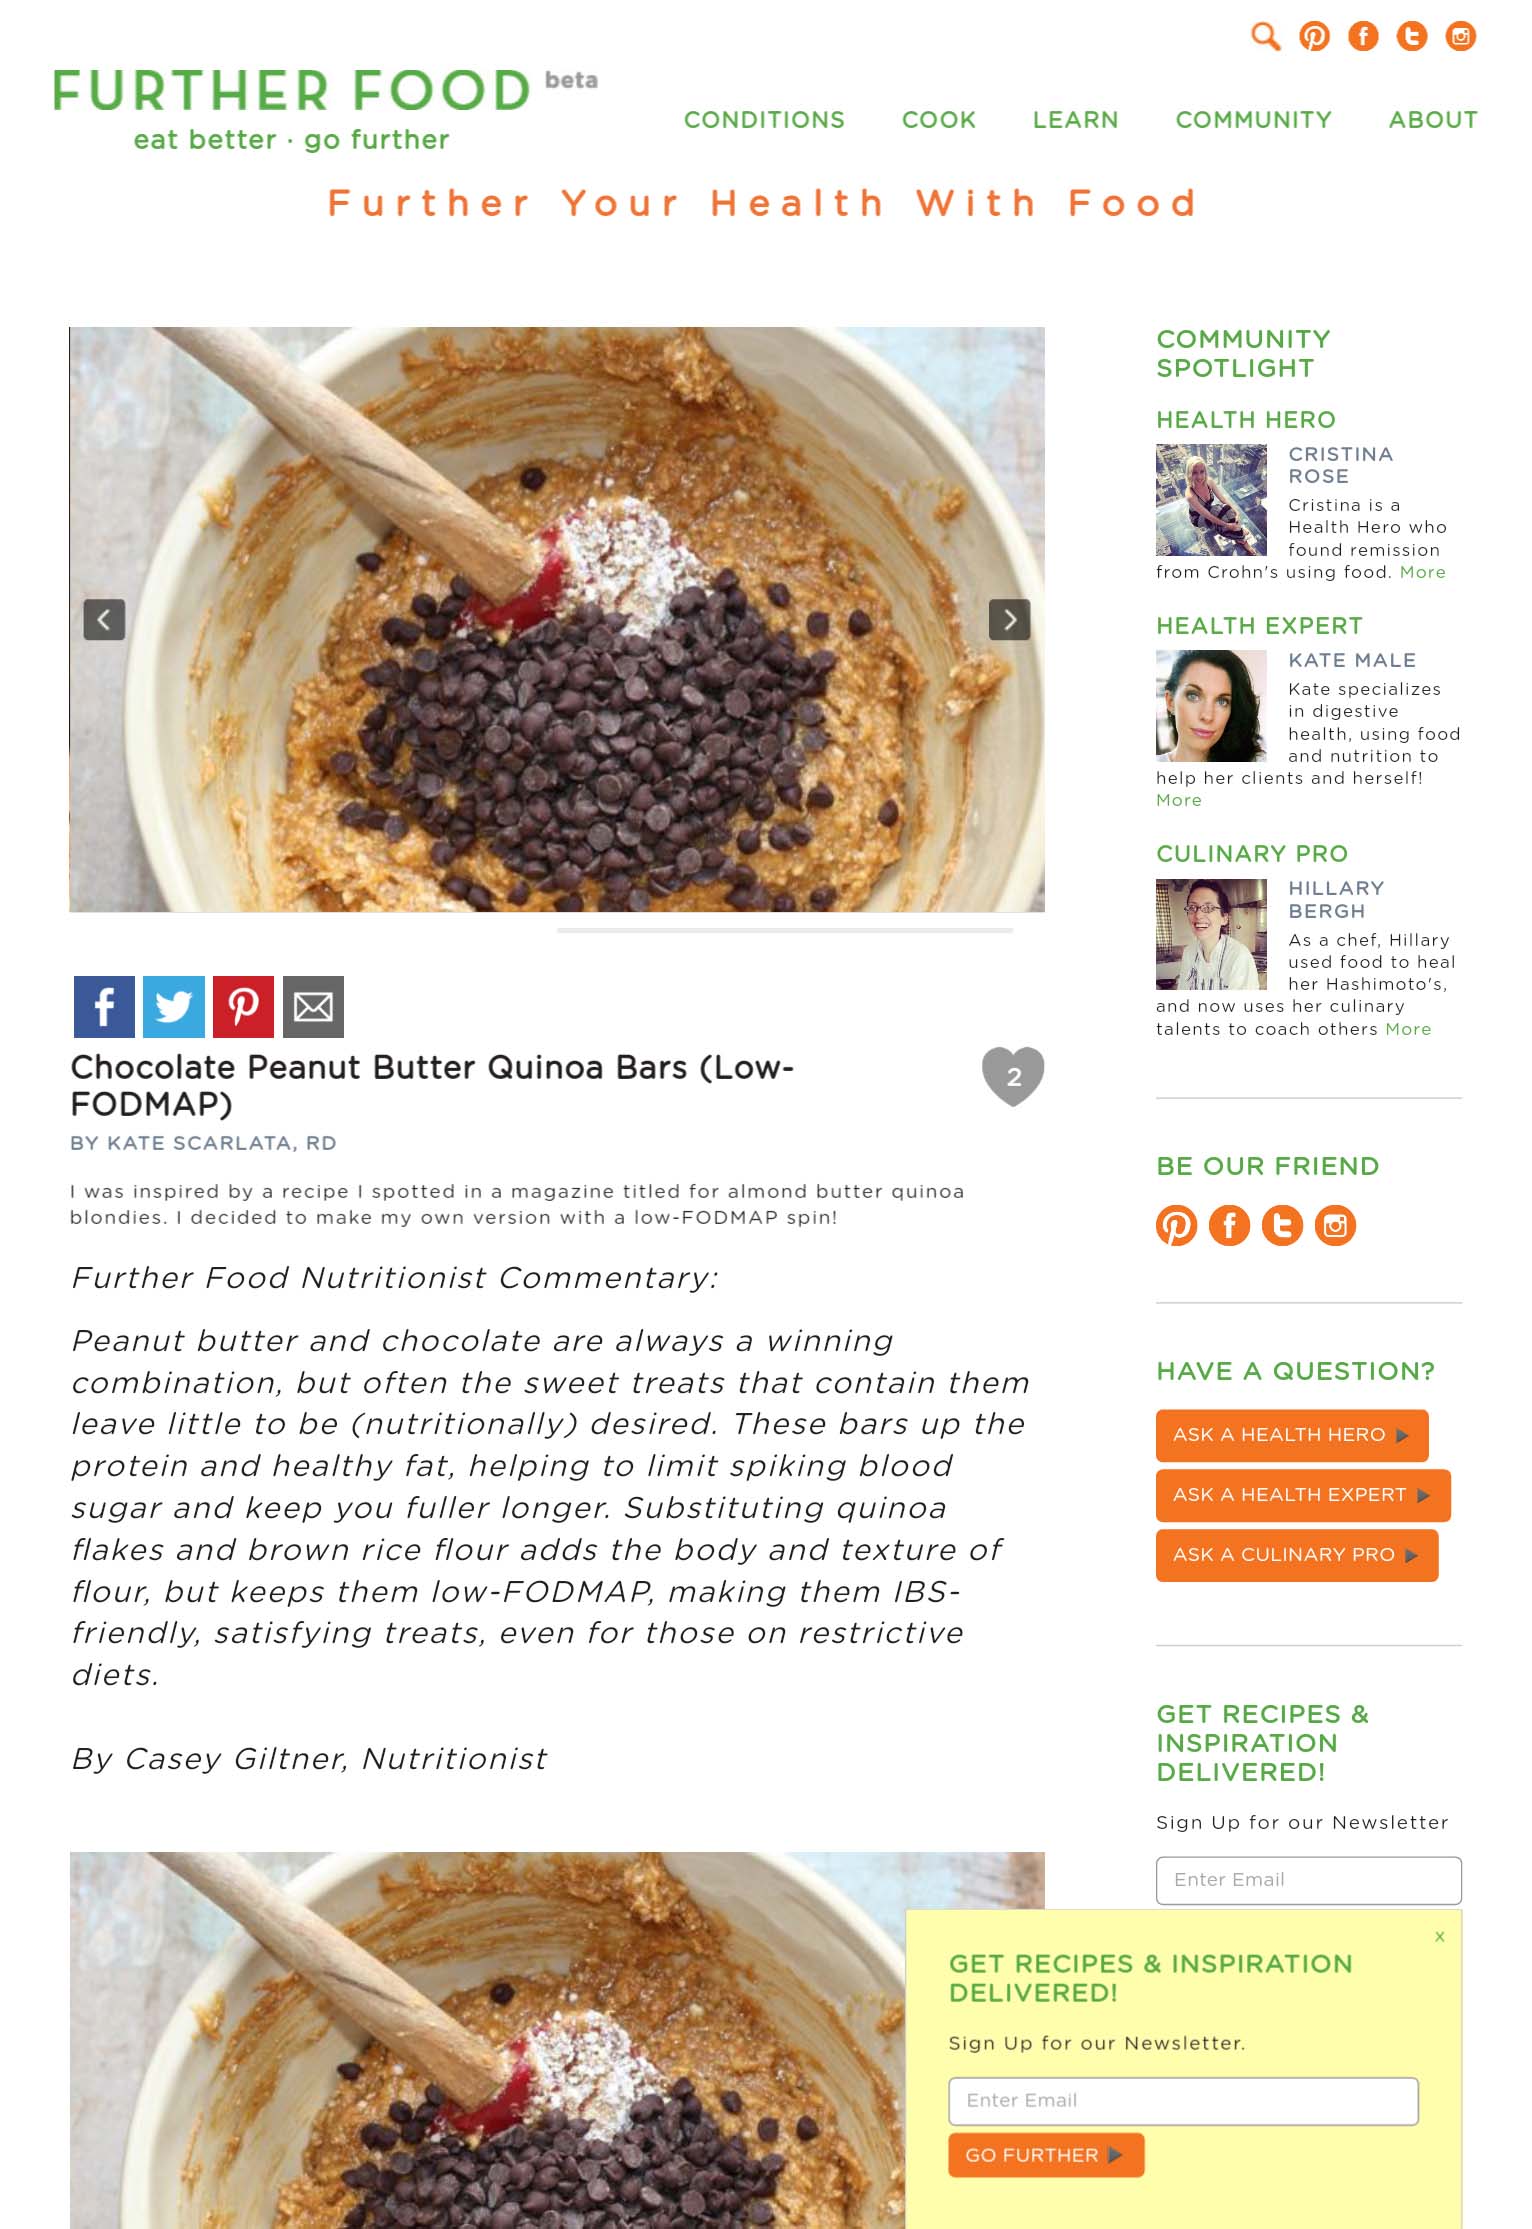 FURTHER FOOD beta
eat better · go further
CONDITIONS COOK LEARN COMMUNITY ABOUT
Further Your Health With Food
Chocolate Peanut Butter Quinoa Bars (Low-
FODMAP)
2
BY KATE SCARLATA, RD
I was inspired by a recipe I spotted in a magazine titled for almond butter quinoa
blondies. I decided to make my own version with a low-FODMAP spin!
Further Food Nutritionist Commentary:
Peanut butter and chocolate are always a winning
combination, but often the sweet treats that contain them
leave little to be (nutritionally) desired. These bars up the
protein and healthy fat, helping to limit spiking blood
sugar and keep you fuller longer. Substituting quinoa
flakes and brown rice flour adds the body and texture of
flour, but keeps them low-FODMAP, making them IBS-
friendly, satisfying treats, even for those on restrictive
diets.
By Casey Giltner, Nutritionist
COMMUNITY
SPOTLIGHT
HEALTH HERO
CRISTINA
ROSE
Cristina is a
Health Hero who
found remission
from Crohn's using food. More
HEALTH EXPERT
KATE MALE
Kate specializes
in digestive
health, using food
and nutrition to
help her clients and herself!
More
CULINARY PRO
HILLARY
BERGH
As a chef, Hillary
used food to heal
her Hashimoto's,
and now uses her culinary
talents to coach others More
BE OUR FRIEND
HAVE A QUESTION?
ASK A HEALTH HERO
ASK A HEALTH EXPERT
ASK A CULINARY PRO
GET RECIPES &
INSPIRATION
DELIVERED!
Sign Up for our Newsletter
Enter Email
x
GET RECIPES & INSPIRATION
DELIVERED!
Sign Up for our Newsletter.
Enter Email
GO FURTHER